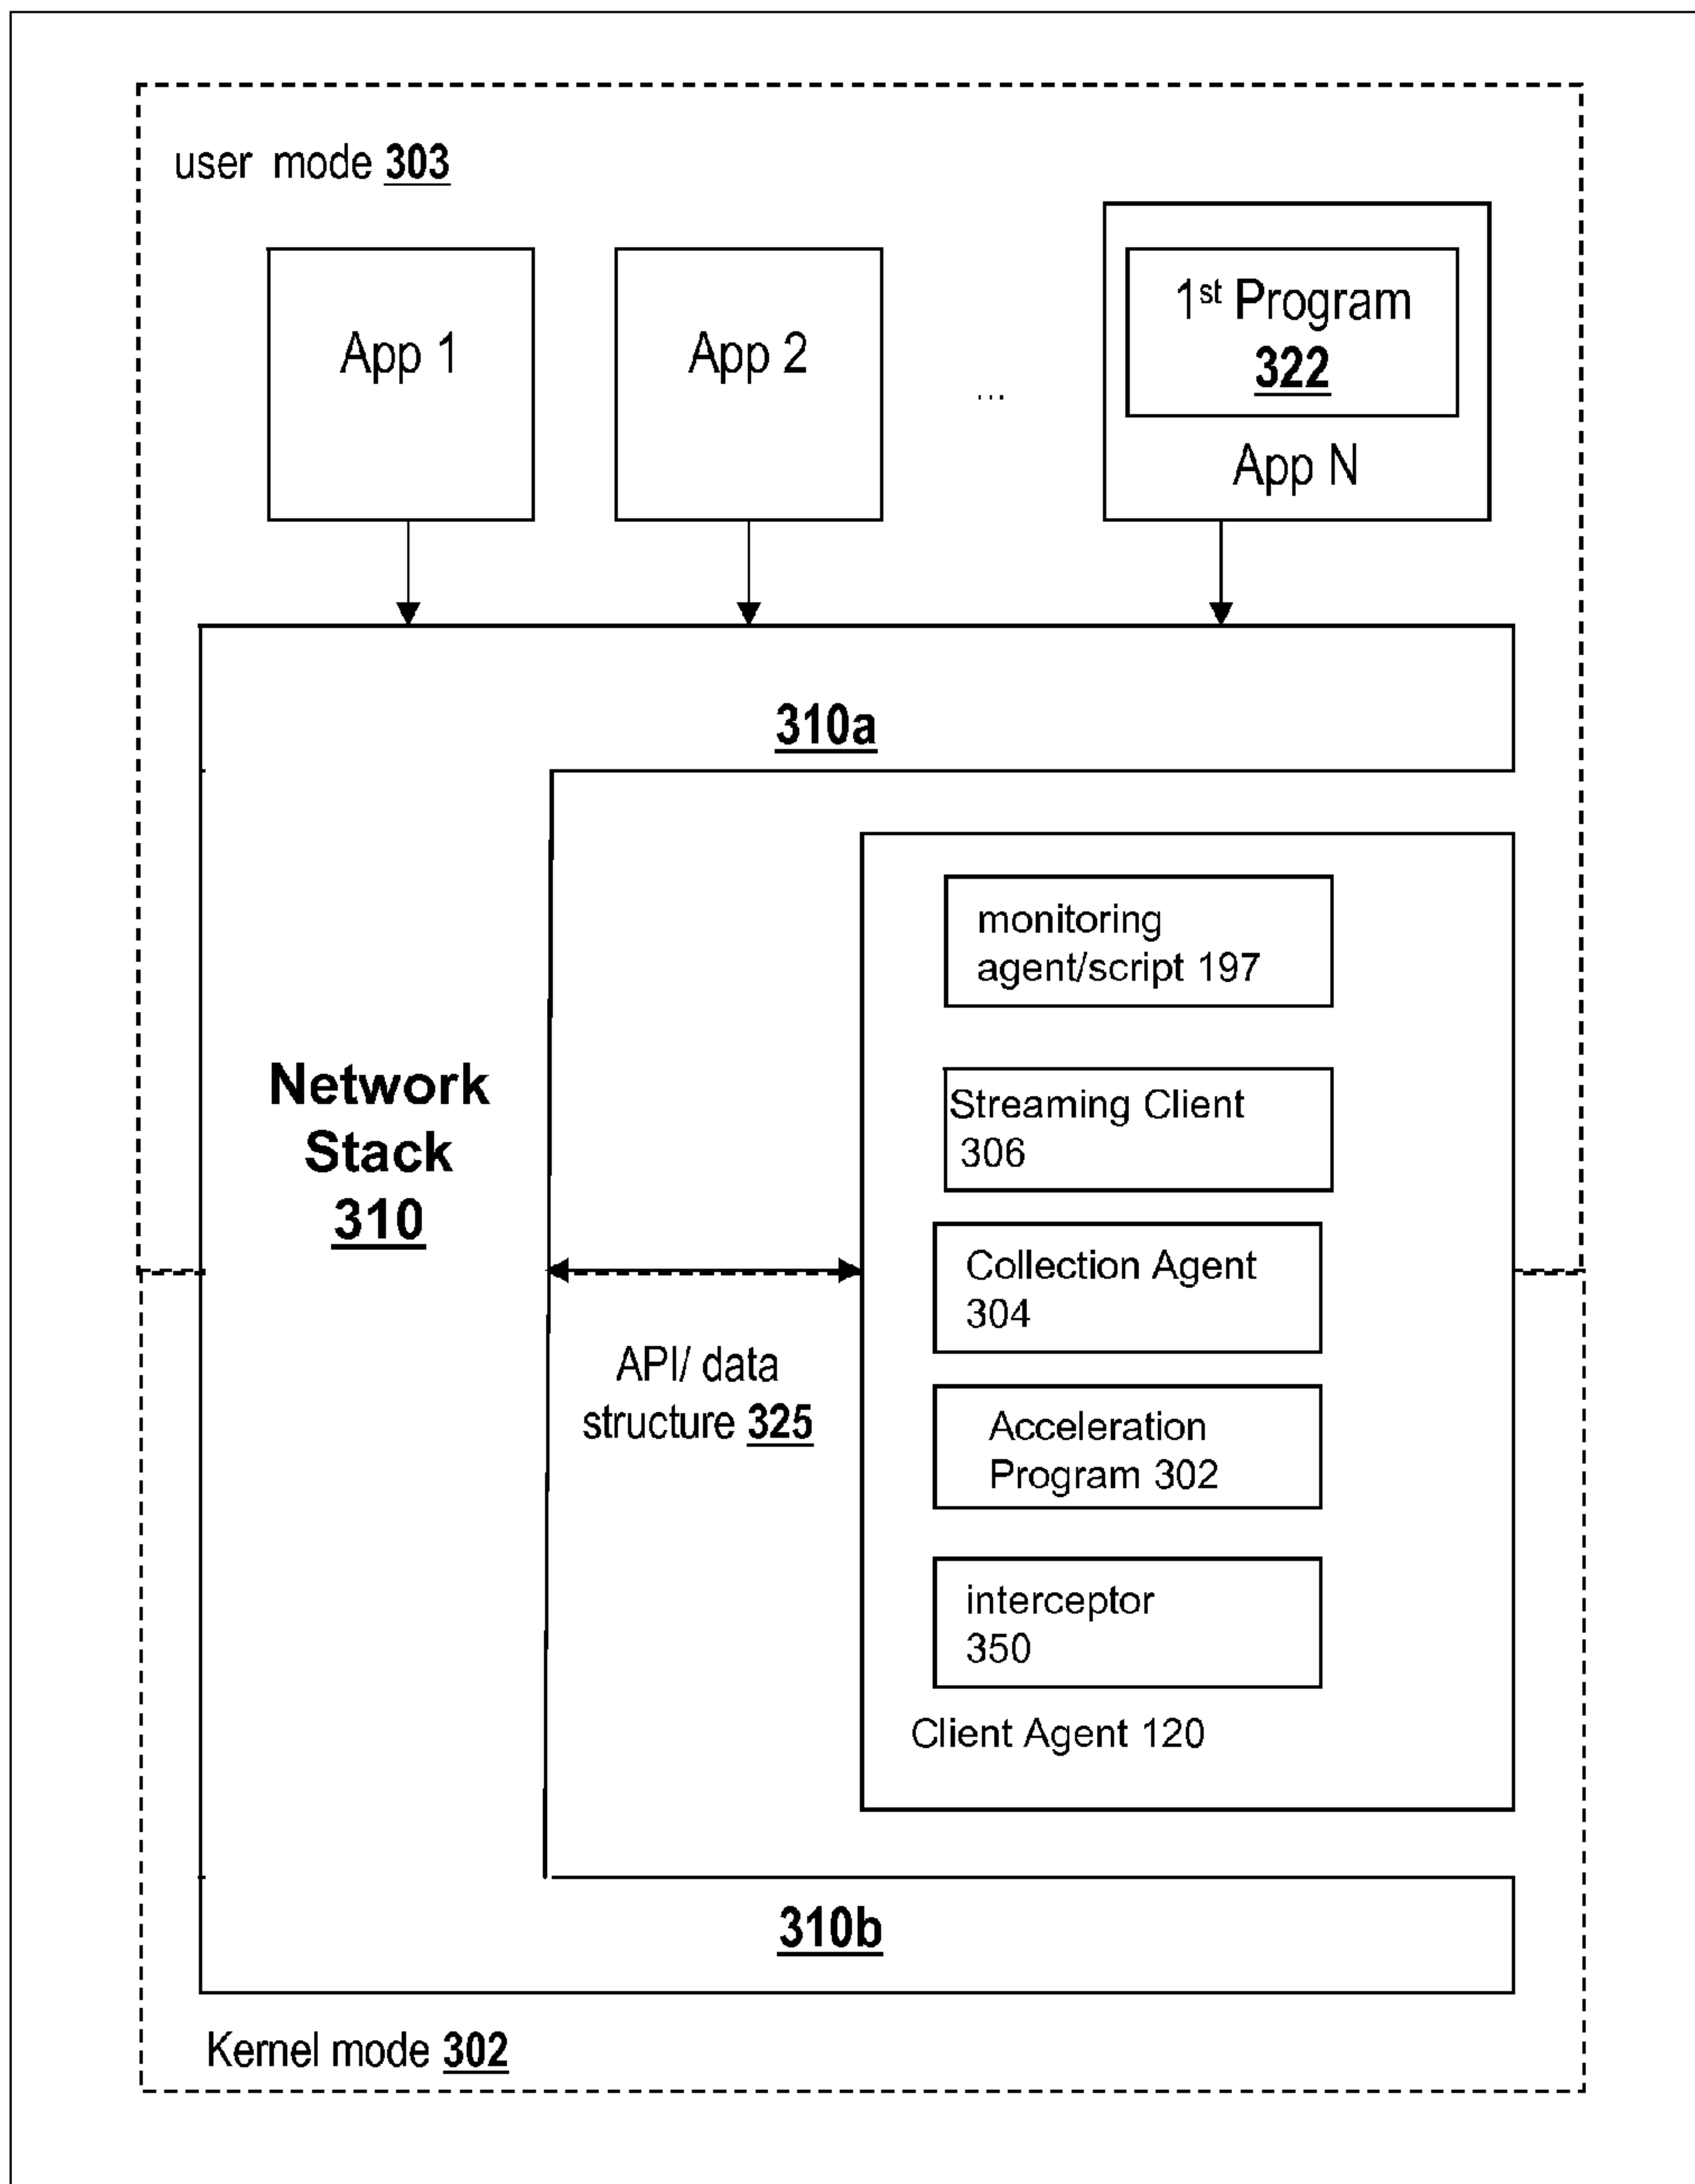 user mode 303
App 1
App 2
...
1st Program
322
App N
310a
monitoring
agent/script 197
Streaming Client
306
Network
Stack
310
Collection Agent
304
API/ data
structure 325
Acceleration
Program 302
interceptor
350
Client Agent 120
310b
Kernel mode 302